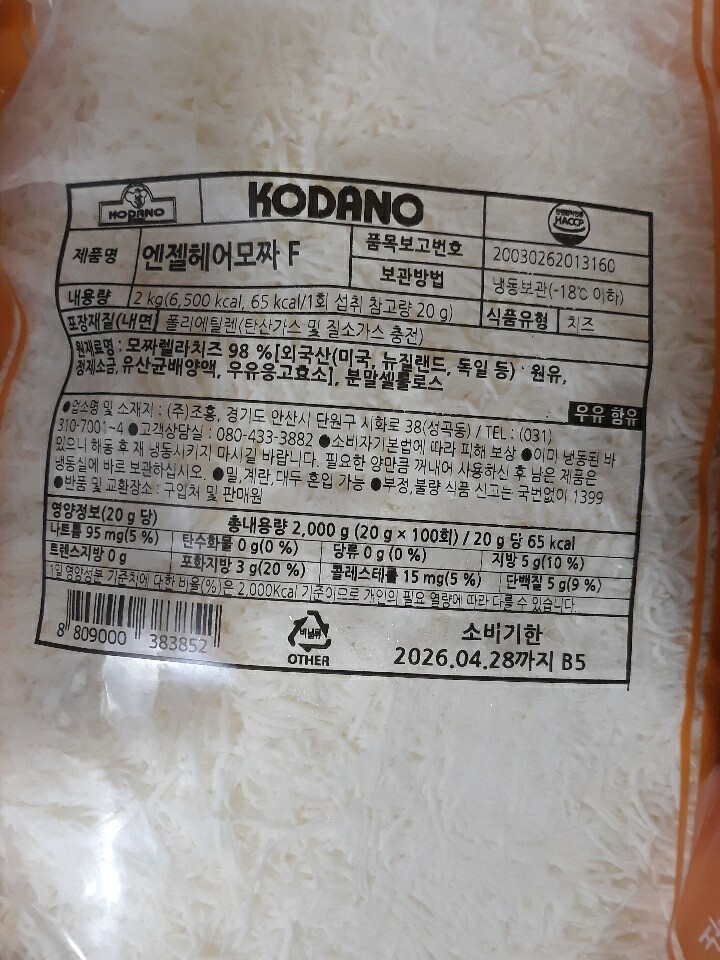 HODANO
KODANO
안전관리인증
HACCP
제품명 엔젤헤어모짜 F
품목보고번호 20030262013160
보관방법 냉동보관(-18℃ 이하)
내용량 2 kg(6,500 kcal, 65 kcal/1회 섭취 참고량 20 g) 식품유형 치즈
포장재질(내면) 폴리에틸렌(탄산가스 및 질소가스 충전)
원재료명 : 모짜렐라치즈 98 %[외국산(미국, 뉴질랜드, 독일 등) : 원유,
정제소금, 유산균배양액, 우유응고효소], 분말셀룰로스
우유 함유
●업소명 및 소재지 : (주)조흥, 경기도 안산시 단원구 시화로 38(성곡동) / TEL : (031)
310-7001~4 ●고객상담실 : 080-433-3882 ●소비자기본법에 따라 피해 보상 ●이미 냉동된 바
있으니 해동 후 재 냉동시키지 마시길 바랍니다. 필요한 양만큼 꺼내어 사용하신 후 남은 제품은
냉동실에 바로 보관하십시오. ●밀, 계란, 대두 혼입 가능 ●부정, 불량 식품 신고는 국번없이 1399
●반품 및 교환장소 : 구입처 및 판매원
영양정보(20 g 당) 총내용량 2,000 g (20 g × 100회) / 20 g 당 65 kcal
나트륨 95 mg(5 %) 탄수화물 0 g(0 %) 당류 0 g (0 %) 지방 5 g(10 %)
트랜스지방 0 g 포화지방 3 g(20 %) 콜레스테롤 15 mg(5 %) 단백질 5 g(9 %)
1일 영양성분 기준치에 대한 비율(%)은 2,000Kcal 기준이므로 개인의 필요 열량에 따라 다를 수 있습니다.
8 809000 383852
비닐류
OTHER
소비기한
2026.04.28까지 B5